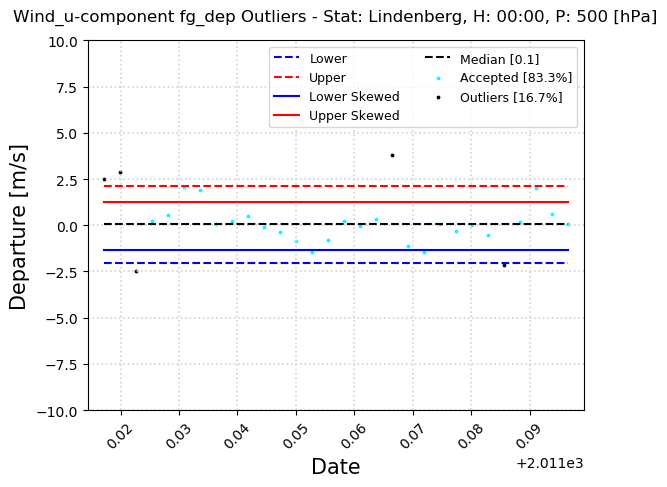 Wind_u-component fg_dep Outliers - Stat: Lindenberg, H: 00:00, P: 500 [hPa]
Departure [m/s]
10.0
7.5
5.0
2.5
0.0
−2.5
−5.0
−7.5
−10.0
Lower
Upper
Lower Skewed
Upper Skewed
Median [0.1]
Accepted [83.3%]
Outliers [16.7%]
0.02
0.03
0.04
0.05
0.06
0.07
0.08
0.09
+2.011e3
Date